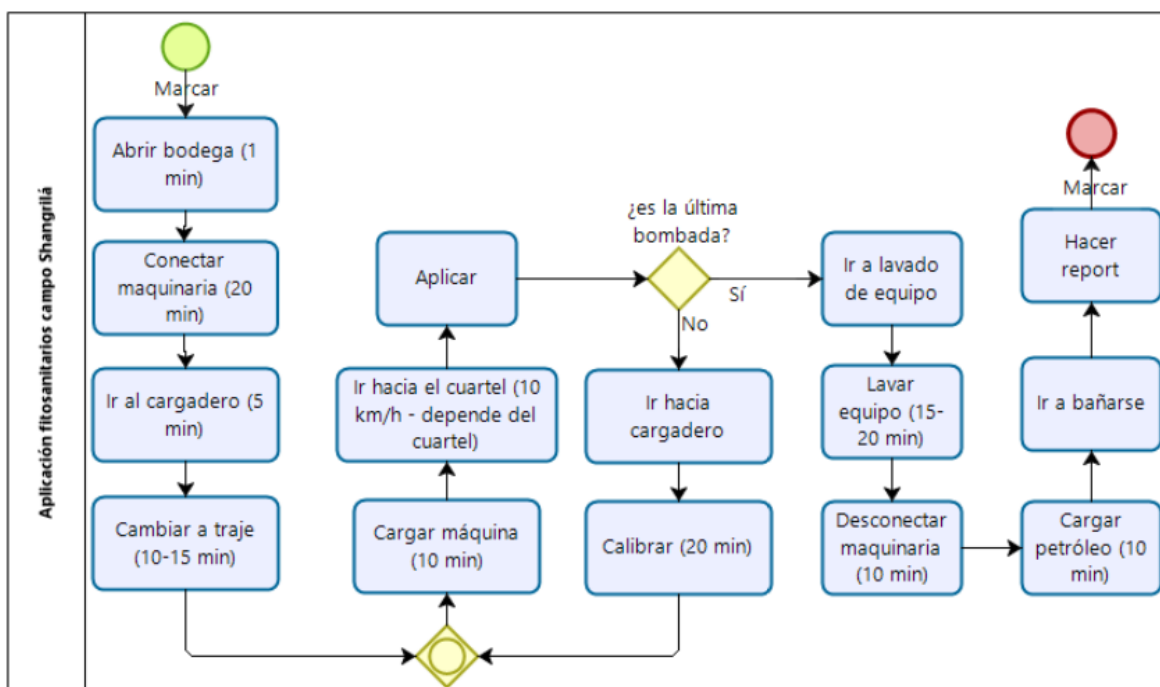 Aplicación fitosanitarios campo Shangrilá
Marcar
Abrir bodega (1
min)
Conectar
maquinaria (20
min)
Ir al cargadero (5
min)
Cambiar a traje
(10-15 min)
Cargar máquina
(10 min)
Ir hacia el cuartel (10
km/h - depende del
cuartel)
Aplicar
¿es la última
bombada?
Sí
No
Ir hacia
cargadero
Calibrar (20 min)
Ir a lavado
de equipo
Lavar
equipo (15-
20 min)
Desconectar
maquinaria
(10 min)
Cargar
petróleo (10
min)
Ir a bañarse
Hacer
report
Marcar